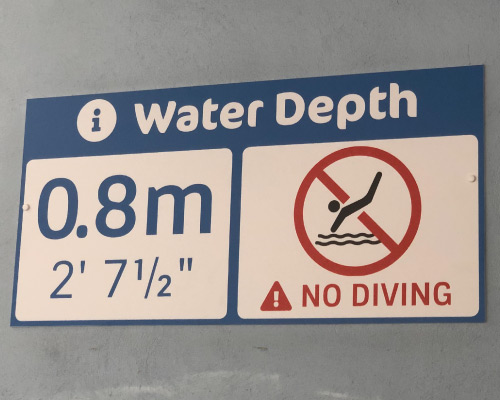 i Water Depth
0.8m
2' 7½"
NO DIVING